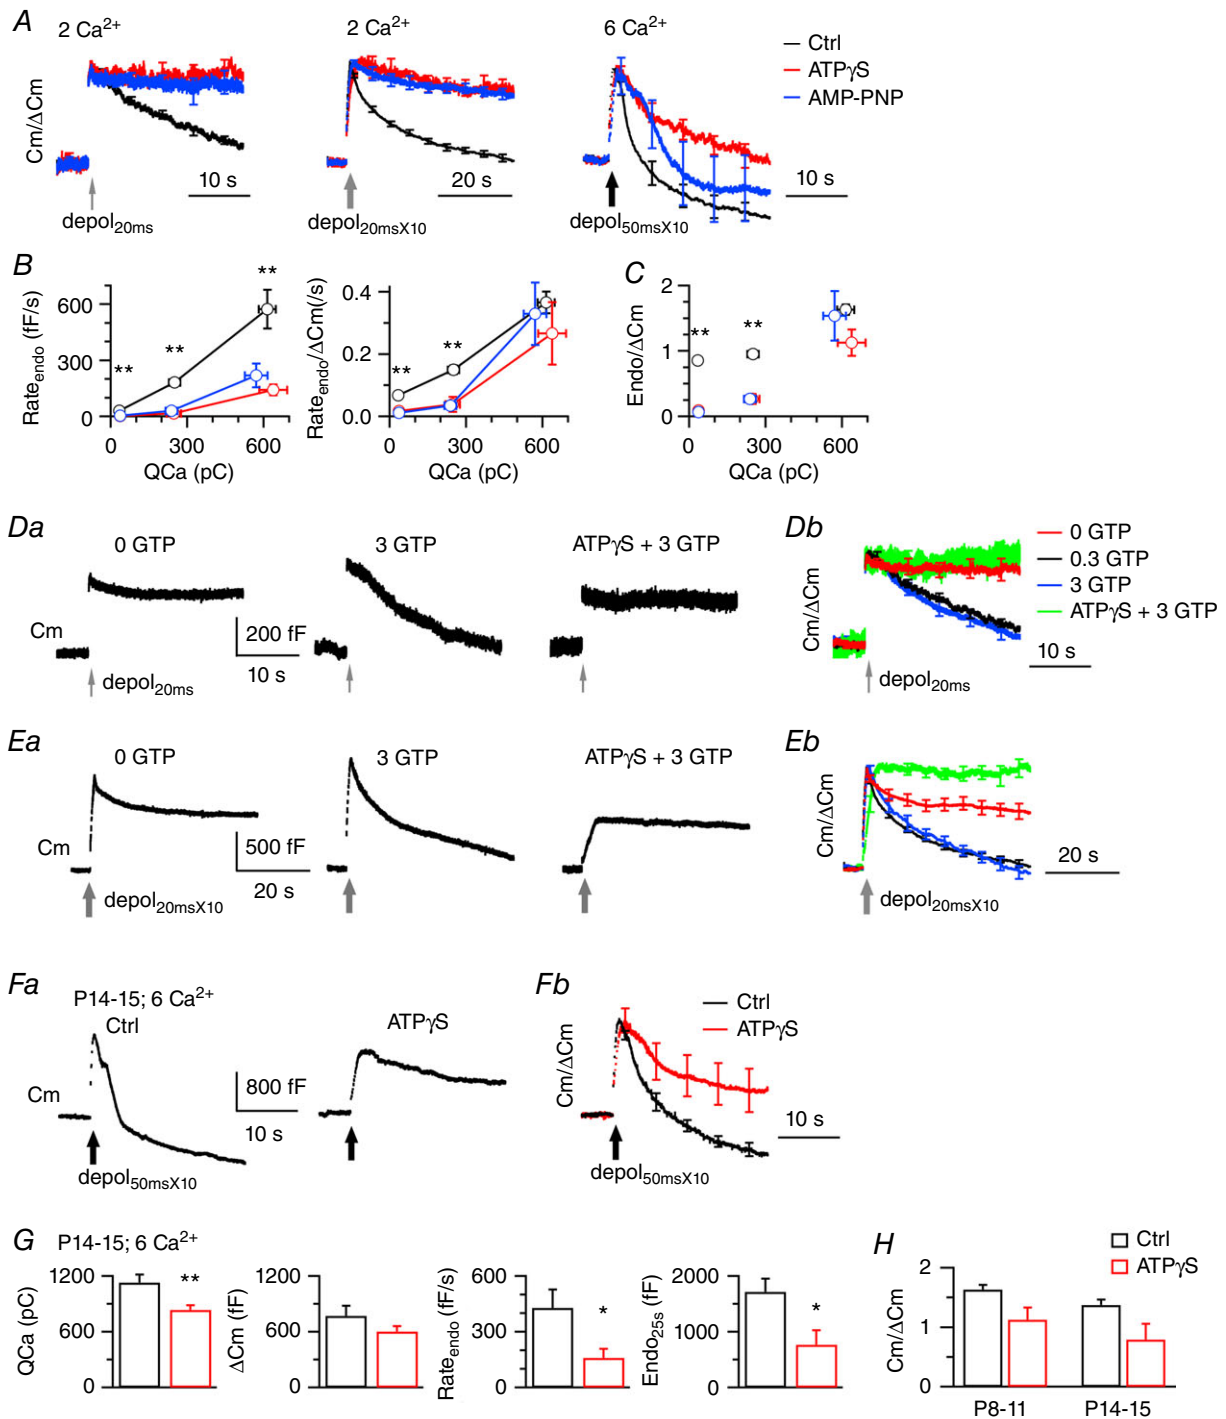 A
2 Ca²⁺
2 Ca²⁺
6 Ca²⁺
Ctrl
ATPγS
AMP-PNP
Cm/ΔCm
10 s
20 s
10 s
depol20ms
depol20msX10
depol50msX10
B
Rateendo (fF/s)
600
300
0
**
**
**
0 300 600
QCa (pC)
Rateendo/ΔCm(/s)
0.4
0.2
0.0
**
**
0 300 600
QCa (pC)
C
Endo/ΔCm
2
1
0
**
**
0 300 600
QCa (pC)
Da
0 GTP
3 GTP
ATPγS + 3 GTP
Cm
200 fF
10 s
depol20ms
Db
0 GTP
0.3 GTP
3 GTP
ATPγS + 3 GTP
Cm/ΔCm
10 s
depol20ms
Ea
0 GTP
3 GTP
ATPγS + 3 GTP
Cm
500 fF
20 s
depol20msX10
Eb
Cm/ΔCm
20 s
depol20msX10
Fa
P14-15; 6 Ca²⁺
Ctrl
ATPγS
Cm
800 fF
10 s
depol50msX10
Fb
Ctrl
ATPγS
Cm/ΔCm
10 s
depol50msX10
G
P14-15; 6 Ca²⁺
QCa (pC)
1200
600
0
**
ΔCm (fF)
1200
600
0
Rateendo (fF/s)
600
300
0
*
Endo25s (fF)
2000
1000
0
*
H
Ctrl
ATPγS
Cm/ΔCm
2
1
0
P8-11
P14-15